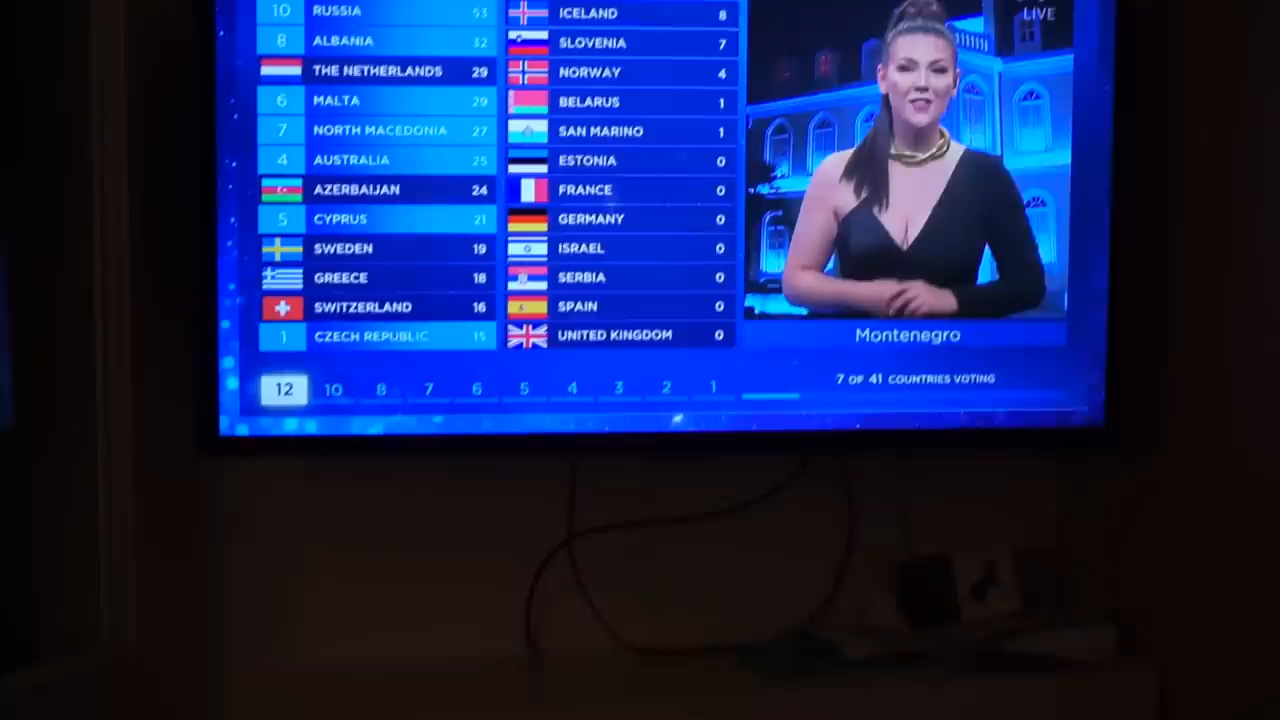 10 RUSSIA 53
8 ALBANIA 32
THE NETHERLANDS 29
6 MALTA 29
7 NORTH MACEDONIA 27
4 AUSTRALIA 25
AZERBAIJAN 24
5 CYPRUS 21
SWEDEN 19
GREECE 18
SWITZERLAND 16
1 CZECH REPUBLIC 15
ICELAND 8
SLOVENIA 7
NORWAY 4
BELARUS 1
SAN MARINO 1
ESTONIA 0
FRANCE 0
GERMANY 0
ISRAEL 0
SERBIA 0
SPAIN 0
UNITED KINGDOM 0
LIVE
Montenegro
12 10 8 7 6 5 4 3 2 1
7 OF 41 COUNTRIES VOTING